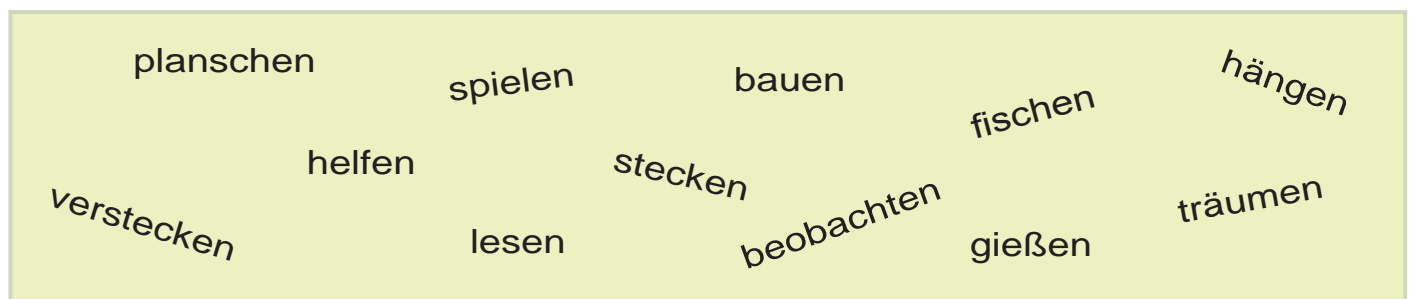 planschen
spielen
bauen
fischen
hängen
helfen
stecken
verstecken
lesen
beobachten
gießen
träumen